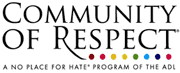 COMMUNITY
OF RESPECT®
A NO PLACE FOR HATE® PROGRAM OF THE ADL